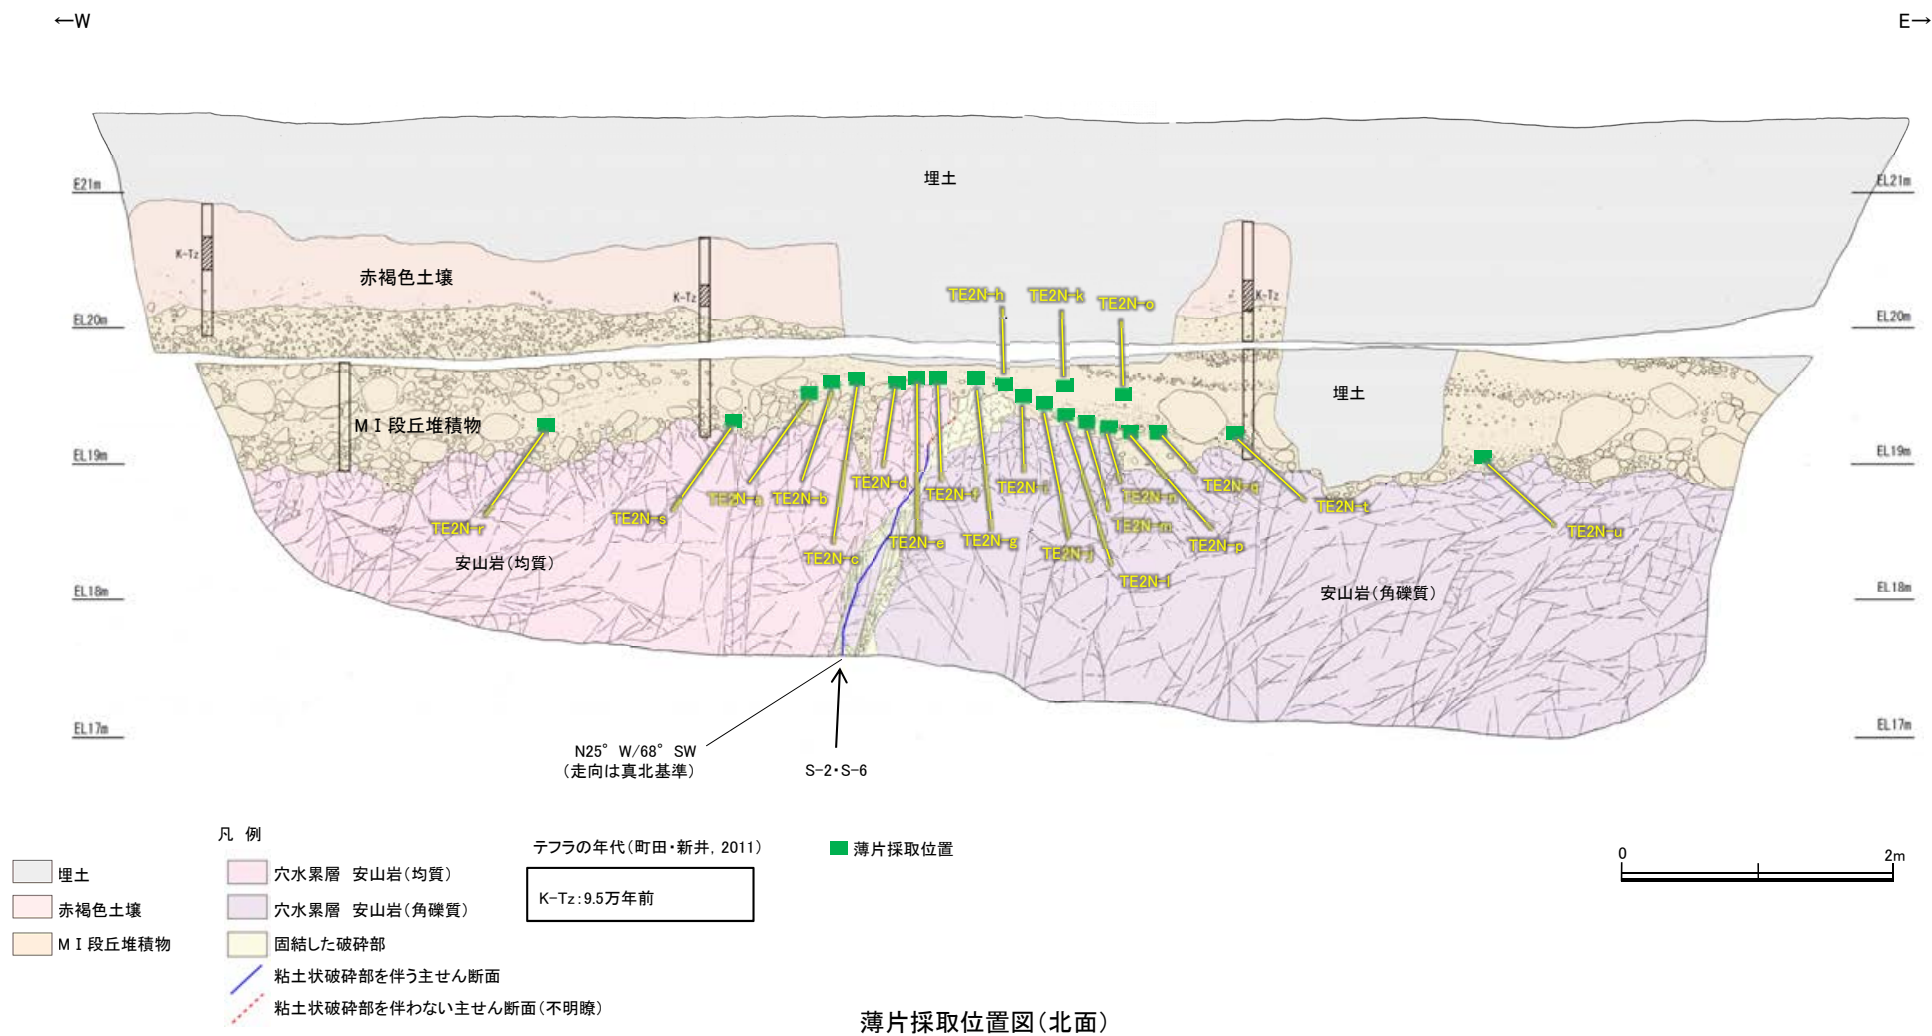 ←W
E→
埋土
E21m
EL21m
K-Tz
赤褐色土壌
K-Tz
K-Tz
TE2N-h
TE2N-k
TE2N-o
EL20m
EL20m
埋土
MⅠ段丘堆積物
EL19m
EL19m
TE2N-r
TE2N-s
TE2N-a
TE2N-b
TE2N-c
TE2N-d
TE2N-e
TE2N-f
TE2N-g
TE2N-i
TE2N-j
TE2N-l
TE2N-n
TE2N-m
TE2N-p
TE2N-q
TE2N-t
TE2N-u
安山岩(均質)
安山岩(角礫質)
EL18m
EL18m
EL17m
EL17m
N25°W/68°SW
(走向は真北基準)
S-2・S-6
凡 例
埋土
赤褐色土壌
MⅠ段丘堆積物
穴水累層 安山岩(均質)
穴水累層 安山岩(角礫質)
固結した破砕部
粘土状破砕部を伴う主せん断面
粘土状破砕部を伴わない主せん断面(不明瞭)
テフラの年代(町田・新井, 2011)
K-Tz:9.5万年前
薄片採取位置
0 2m
薄片採取位置図(北面)